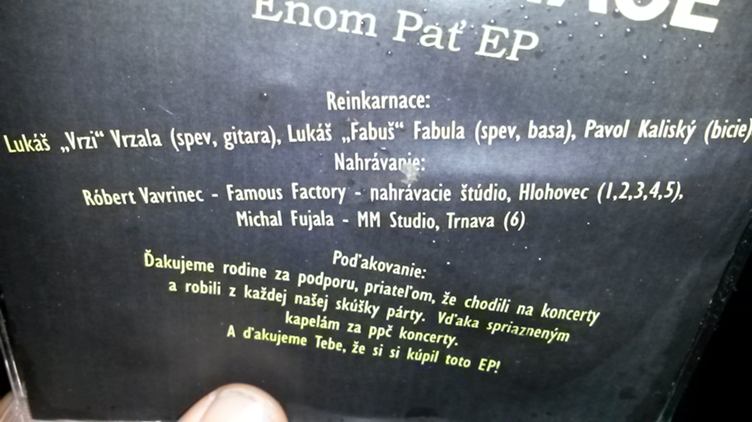 Enom Pať EP
Reinkarnace:
Lukáš „Vrzi“ Vrzala (spev, gitara), Lukáš „Fabuš“ Fabula (spev, basa), Pavol Kaliský (bicie)
Nahrávanie:
Róbert Vavrinec - Famous Factory - nahrávacie štúdio, Hlohovec (1,2,3,4,5),
Michal Fujala - MM Studio, Trnava (6)
Poďakovanie:
Ďakujeme rodine za podporu, priateľom, že chodili na koncerty
a robili z každej našej skúšky párty. Vďaka spriazneným
kapelám za ppč koncerty.
A ďakujeme Tebe, že si si kúpil toto EP!